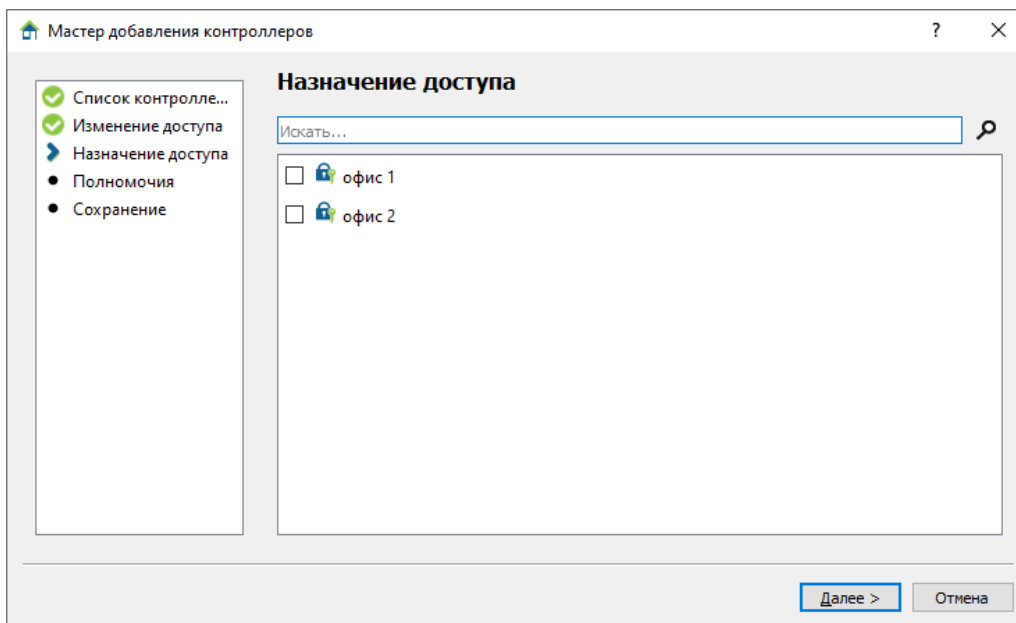 Мастер добавления контроллеров
?
Список контролле...
Изменение доступа
Назначение доступа
Полномочия
Сохранение
Назначение доступа
Искать...
офис 1
офис 2
Далее >
Отмена